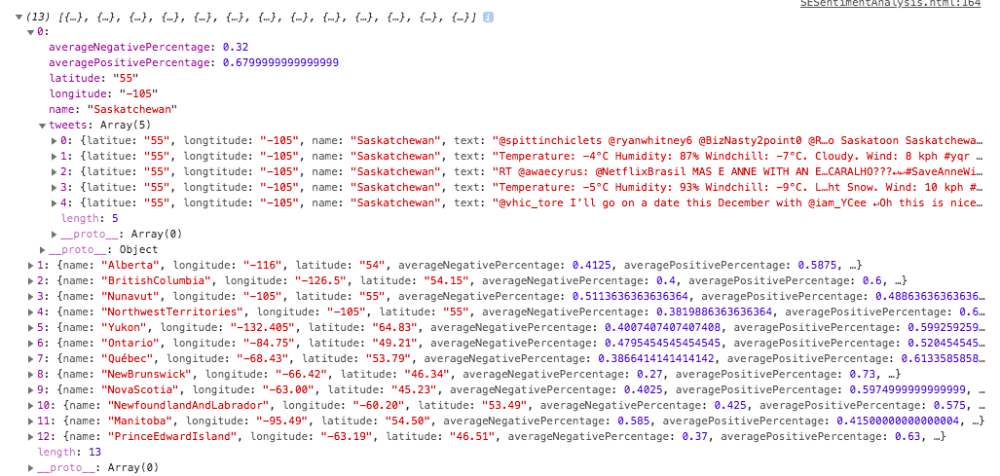 SESentimentAnalysis.html:164
(13) [{…}, {…}, {…}, {…}, {…}, {…}, {…}, {…}, {…}, {…}, {…}, {…}, {…}] i
0:
averageNegativePercentage: 0.32
averagePositivePercentage: 0.6799999999999999
latitude: "55"
longitude: "-105"
name: "Saskatchewan"
tweets: Array(5)
0: {latitue: "55", longtitude: "-105", name: "Saskatchewan", text: "@spittinchiclets @ryanwhitney6 @BizNasty2point0 @R…o Saskatoon Saskatchewa…
1: {latitue: "55", longtitude: "-105", name: "Saskatchewan", text: "Temperature: -4°C Humidity: 87% Windchill: -7°C. Cloudy. Wind: 8 kph #yqr …
2: {latitue: "55", longtitude: "-105", name: "Saskatchewan", text: "RT @awaecyrus: @NetflixBrasil MAS E ANNE WITH AN E…CARALHO???↵↵#SaveAnneWi…
3: {latitue: "55", longtitude: "-105", name: "Saskatchewan", text: "Temperature: -5°C Humidity: 93% Windchill: -9°C. L…ht Snow. Wind: 10 kph #…
4: {latitue: "55", longtitude: "-105", name: "Saskatchewan", text: "@vhic_tore I’ll go on a date this December with @iam_YCee ↵Oh this is nice…
length: 5
__proto__: Array(0)
__proto__: Object
1: {name: "Alberta", longitude: "-116", latitude: "54", averageNegativePercentage: 0.4125, averagePositivePercentage: 0.5875, …}
2: {name: "BritishColumbia", longitude: "-126.5", latitude: "54.15", averageNegativePercentage: 0.4, averagePositivePercentage: 0.6, …}
3: {name: "Nunavut", longitude: "-105", latitude: "55", averageNegativePercentage: 0.5113636363636364, averagePositivePercentage: 0.48863636363636…
4: {name: "NorthwestTerritories", longitude: "-105", latitude: "55", averageNegativePercentage: 0.3819886363636364, averagePositivePercentage: 0.6…
5: {name: "Yukon", longitude: "-132.405", latitude: "64.83", averageNegativePercentage: 0.4007407407407408, averagePositivePercentage: 0.599259259…
6: {name: "Ontario", longitude: "-84.75", latitude: "49.21", averageNegativePercentage: 0.4795454545454545, averagePositivePercentage: 0.520454545…
7: {name: "Québec", longitude: "-68.43", latitude: "53.79", averageNegativePercentage: 0.3866414141414142, averagePositivePercentage: 0.6133585858…
8: {name: "NewBrunswick", longitude: "-66.42", latitude: "46.34", averageNegativePercentage: 0.27, averagePositivePercentage: 0.73, …}
9: {name: "NovaScotia", longitude: "-63.00", latitude: "45.23", averageNegativePercentage: 0.4025, averagePositivePercentage: 0.5974999999999999, …}
10: {name: "NewfoundlandAndLabrador", longitude: "-60.20", latitude: "53.49", averageNegativePercentage: 0.425, averagePositivePercentage: 0.575, …}
11: {name: "Manitoba", longitude: "-95.49", latitude: "54.50", averageNegativePercentage: 0.585, averagePositivePercentage: 0.41500000000000004, …}
12: {name: "PrinceEdwardIsland", longitude: "-63.19", latitude: "46.51", averageNegativePercentage: 0.37, averagePositivePercentage: 0.63, …}
length: 13
__proto__: Array(0)